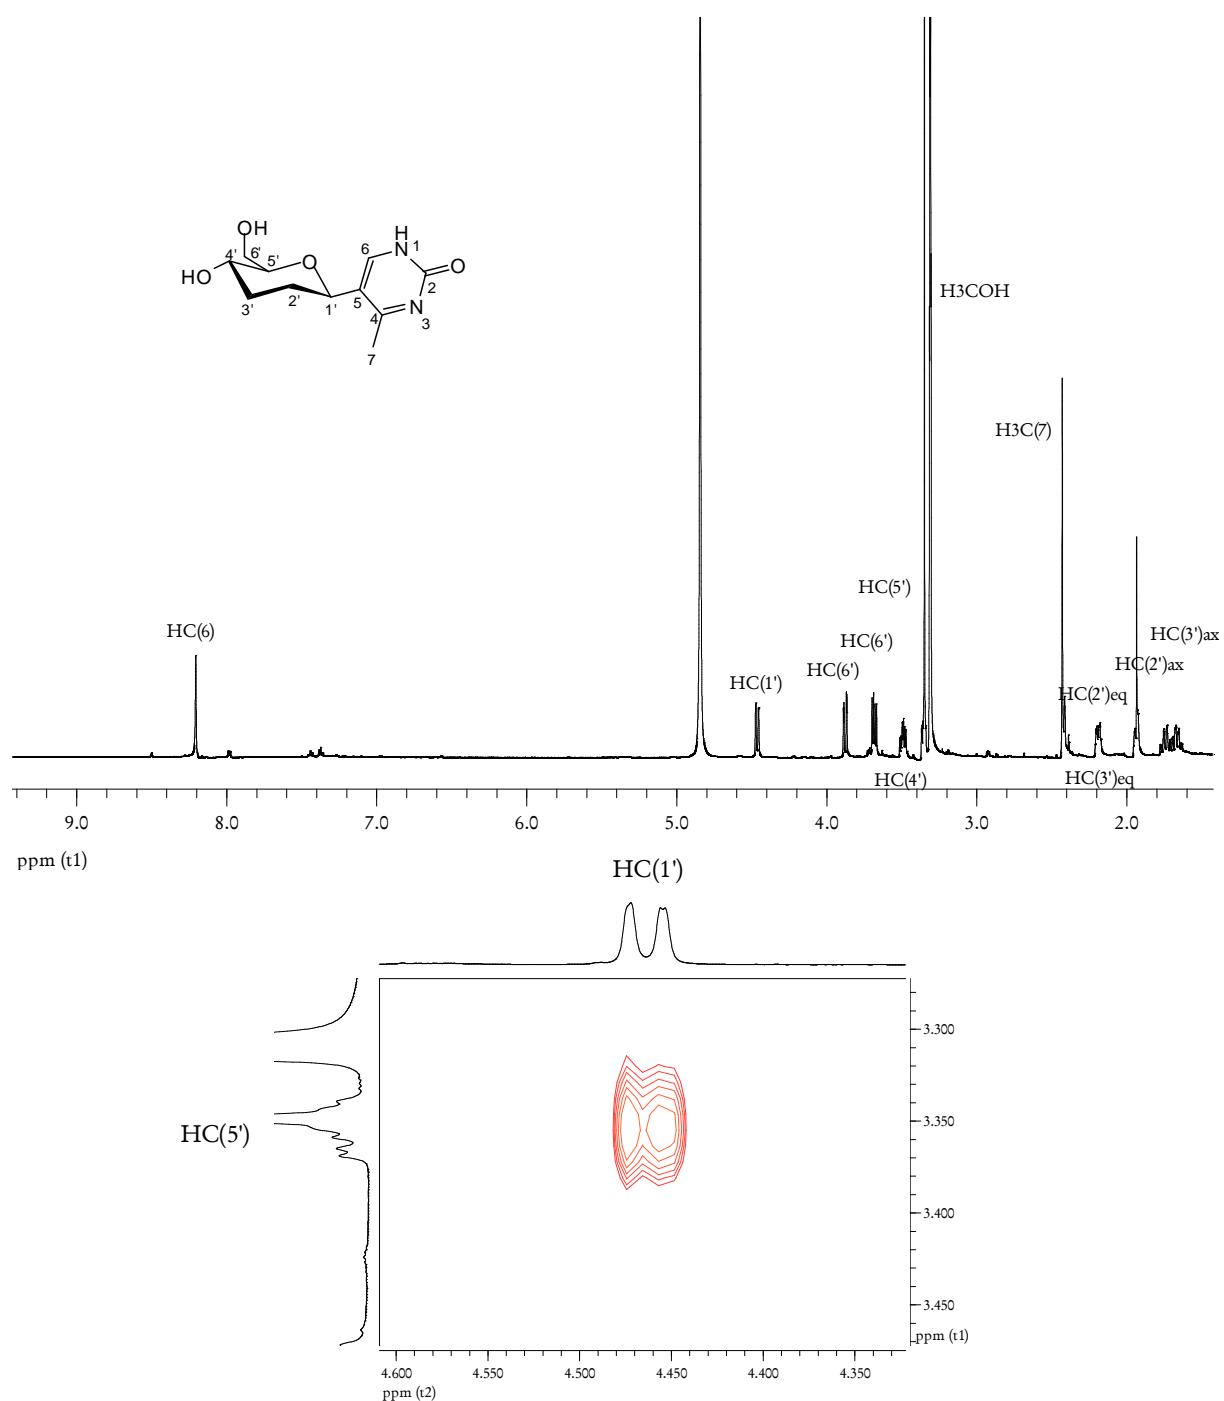 H3COH
H3C(7)
HC(5')
HC(3')ax
HC(6)
HC(6')
HC(2')ax
HC(6')
HC(1')
HC(2')eq
HC(4')
HC(3')eq
OH
HO
4'
6'
5'
O
3'
2'
1'
6
H
N
1
O
2
5
4
N
3
7
9.0 8.0 7.0 6.0 5.0 4.0 3.0 2.0
ppm (t1)
HC(1')
HC(5')
3.300
3.350
3.400
3.450
ppm (t1)
4.600 4.550 4.500 4.450 4.400 4.350
ppm (t2)